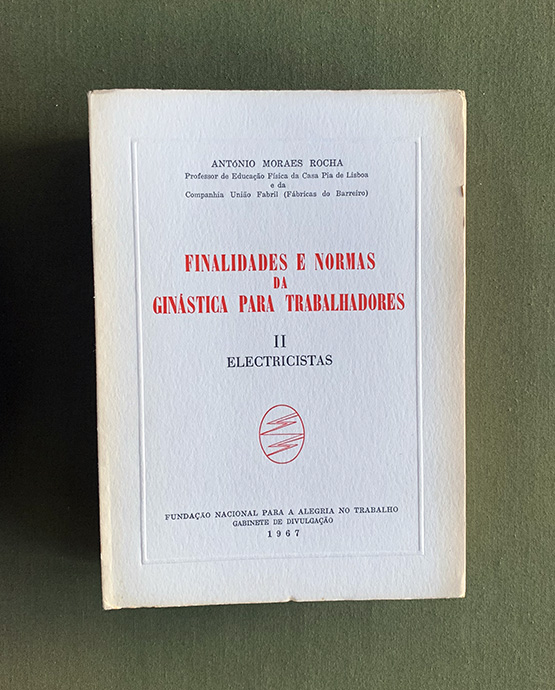 ANTÓNIO MORAES ROCHA
Professor de Educação Física da Casa Pia de Lisboa
e da
Companhia União Fabril (Fábricas do Barreiro)
FINALIDADES E NORMAS
DA
GINÁSTICA PARA TRABALHADORES
II
ELECTRICISTAS
FUNDAÇÃO NACIONAL PARA A ALEGRIA NO TRABALHO
GABINETE DE DIVULGAÇÃO
1967